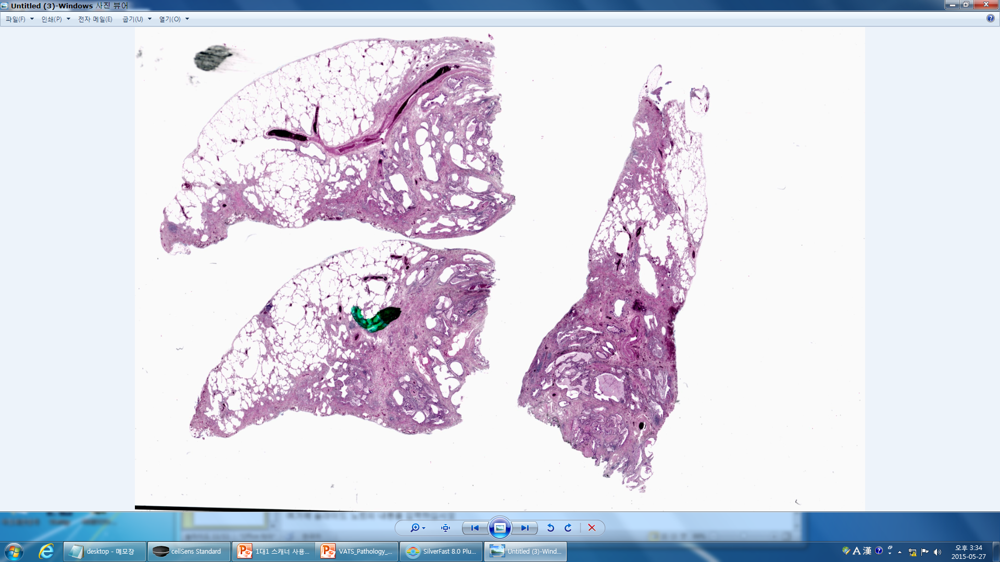 Untitled (3)-Windows 사진 뷰어
파일(F) 인쇄(P) 전자 메일(E) 굽기(U) 열기(O)
desktop - 메모장
cellSens Standard
1대1 스캐너 사용...
VATS_Pathology_...
SilverFast 8.0 Plu...
Untitled (3)-Wind...
A 漢
오후 3:34
2015-05-27